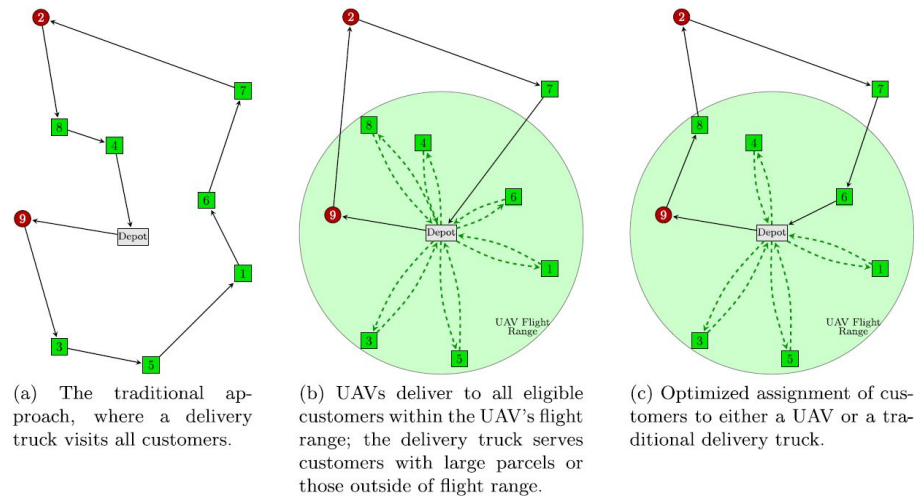 2
7
8
4
6
9
Depot
1
3
5
2
7
8
4
6
9
Depot
1
UAV Flight
Range
3
5
2
7
8
4
6
9
Depot
1
UAV Flight
Range
3
5
(a) The traditional ap-
proach, where a delivery
truck visits all customers.
(b) UAVs deliver to all eligible
customers within the UAV's flight
range; the delivery truck serves
customers with large parcels or
those outside of flight range.
(c) Optimized assignment of cus-
tomers to either a UAV or a tra-
ditional delivery truck.